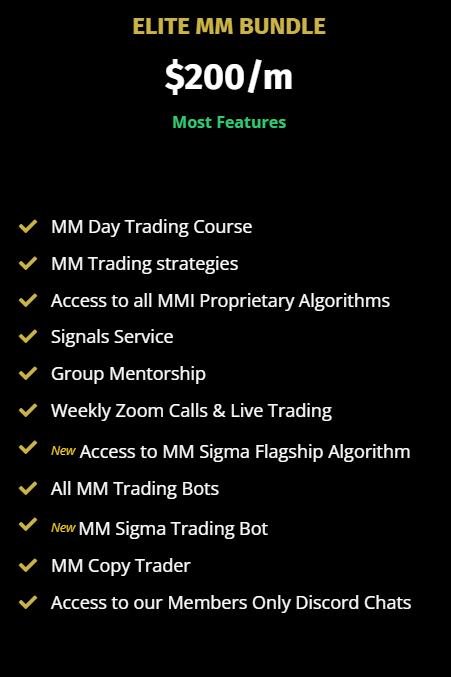 ELITE MM BUNDLE
$200/m
Most Features
MM Day Trading Course
MM Trading strategies
Access to all MMI Proprietary Algorithms
Signals Service
Group Mentorship
Weekly Zoom Calls & Live Trading
New Access to MM Sigma Flagship Algorithm
All MM Trading Bots
New MM Sigma Trading Bot
MM Copy Trader
Access to our Members Only Discord Chats